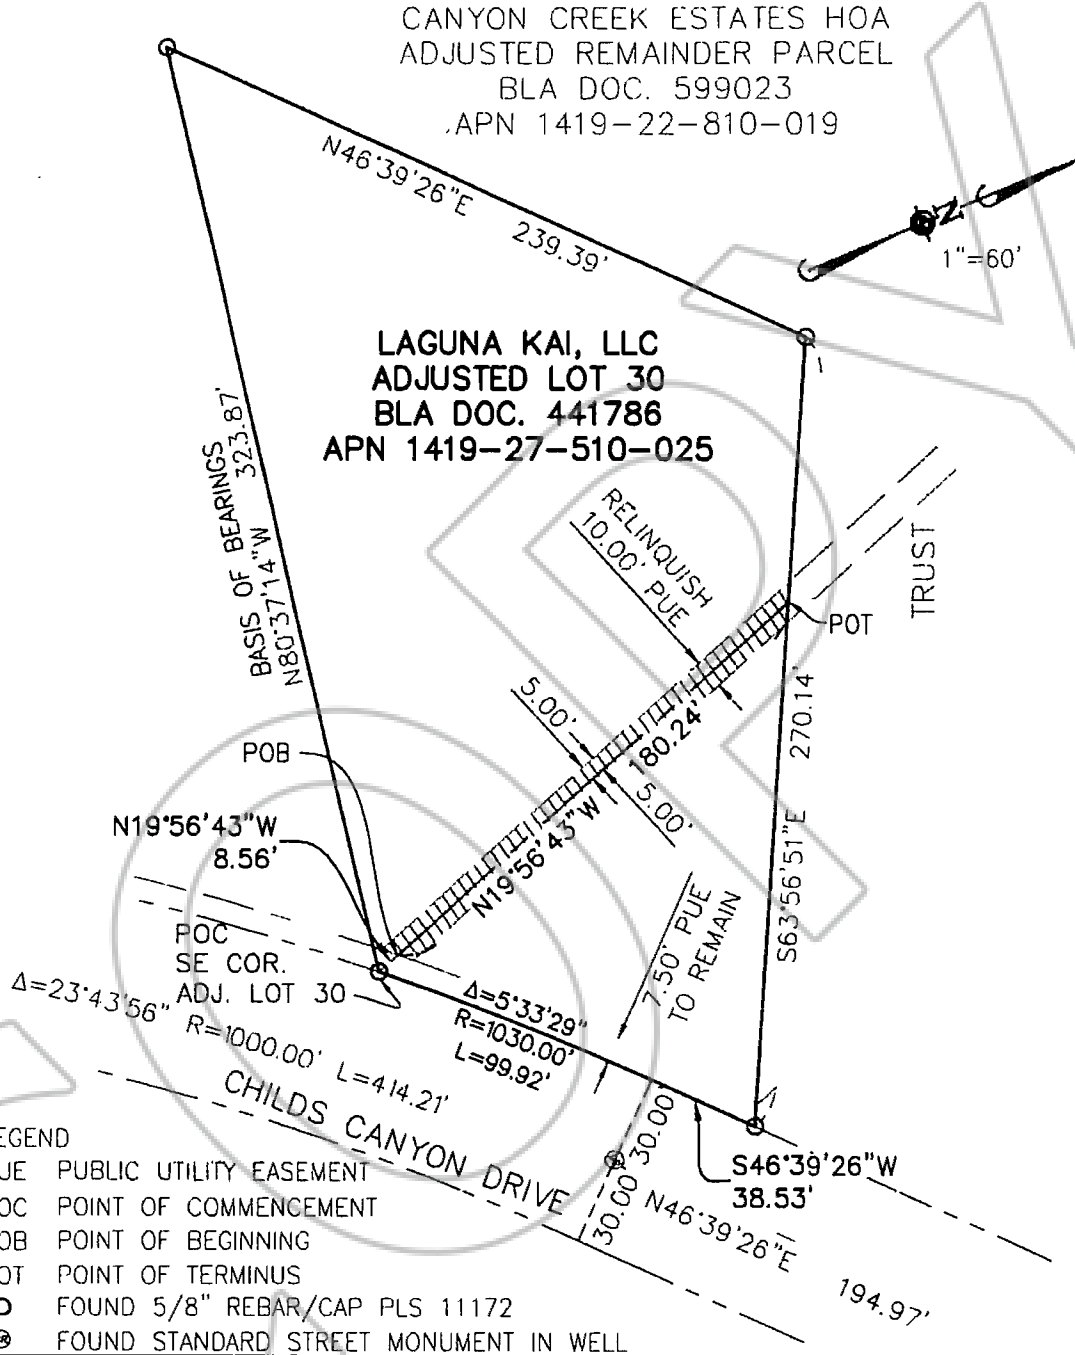 CANYON CREEK ESTATES HOA
ADJUSTED REMAINDER PARCEL
BLA DOC. 599023
APN 1419-22-810-019
N46°39'26"E 239.39'
N
1"=60'
LAGUNA KAI, LLC
ADJUSTED LOT 30
BLA DOC. 441786
APN 1419-27-510-025
BASIS OF BEARINGS
N80°37'14"W 323.87'
RELINQUISH
10.00' PUE
TRUST
POT
5.00'
180.24'
5.00'
N19°56'43"W
S63°56'51"E 270.14'
POB
N19°56'43"W
8.56'
7.50' PUE
TO REMAIN
POC
SE COR.
ADJ. LOT 30
Δ=5°33'29"
R=1030.00'
L=99.92'
Δ=23°43'56" R=1000.00' L=414.21'
CHILDS CANYON DRIVE
30.00' 30.00'
S46°39'26"W
38.53'
N46°39'26"E 194.97'
EGEND
UE PUBLIC UTILITY EASEMENT
OC POINT OF COMMENCEMENT
OB POINT OF BEGINNING
OT POINT OF TERMINUS
FOUND 5/8" REBAR/CAP PLS 11172
FOUND STANDARD STREET MONUMENT IN WELL
COPY